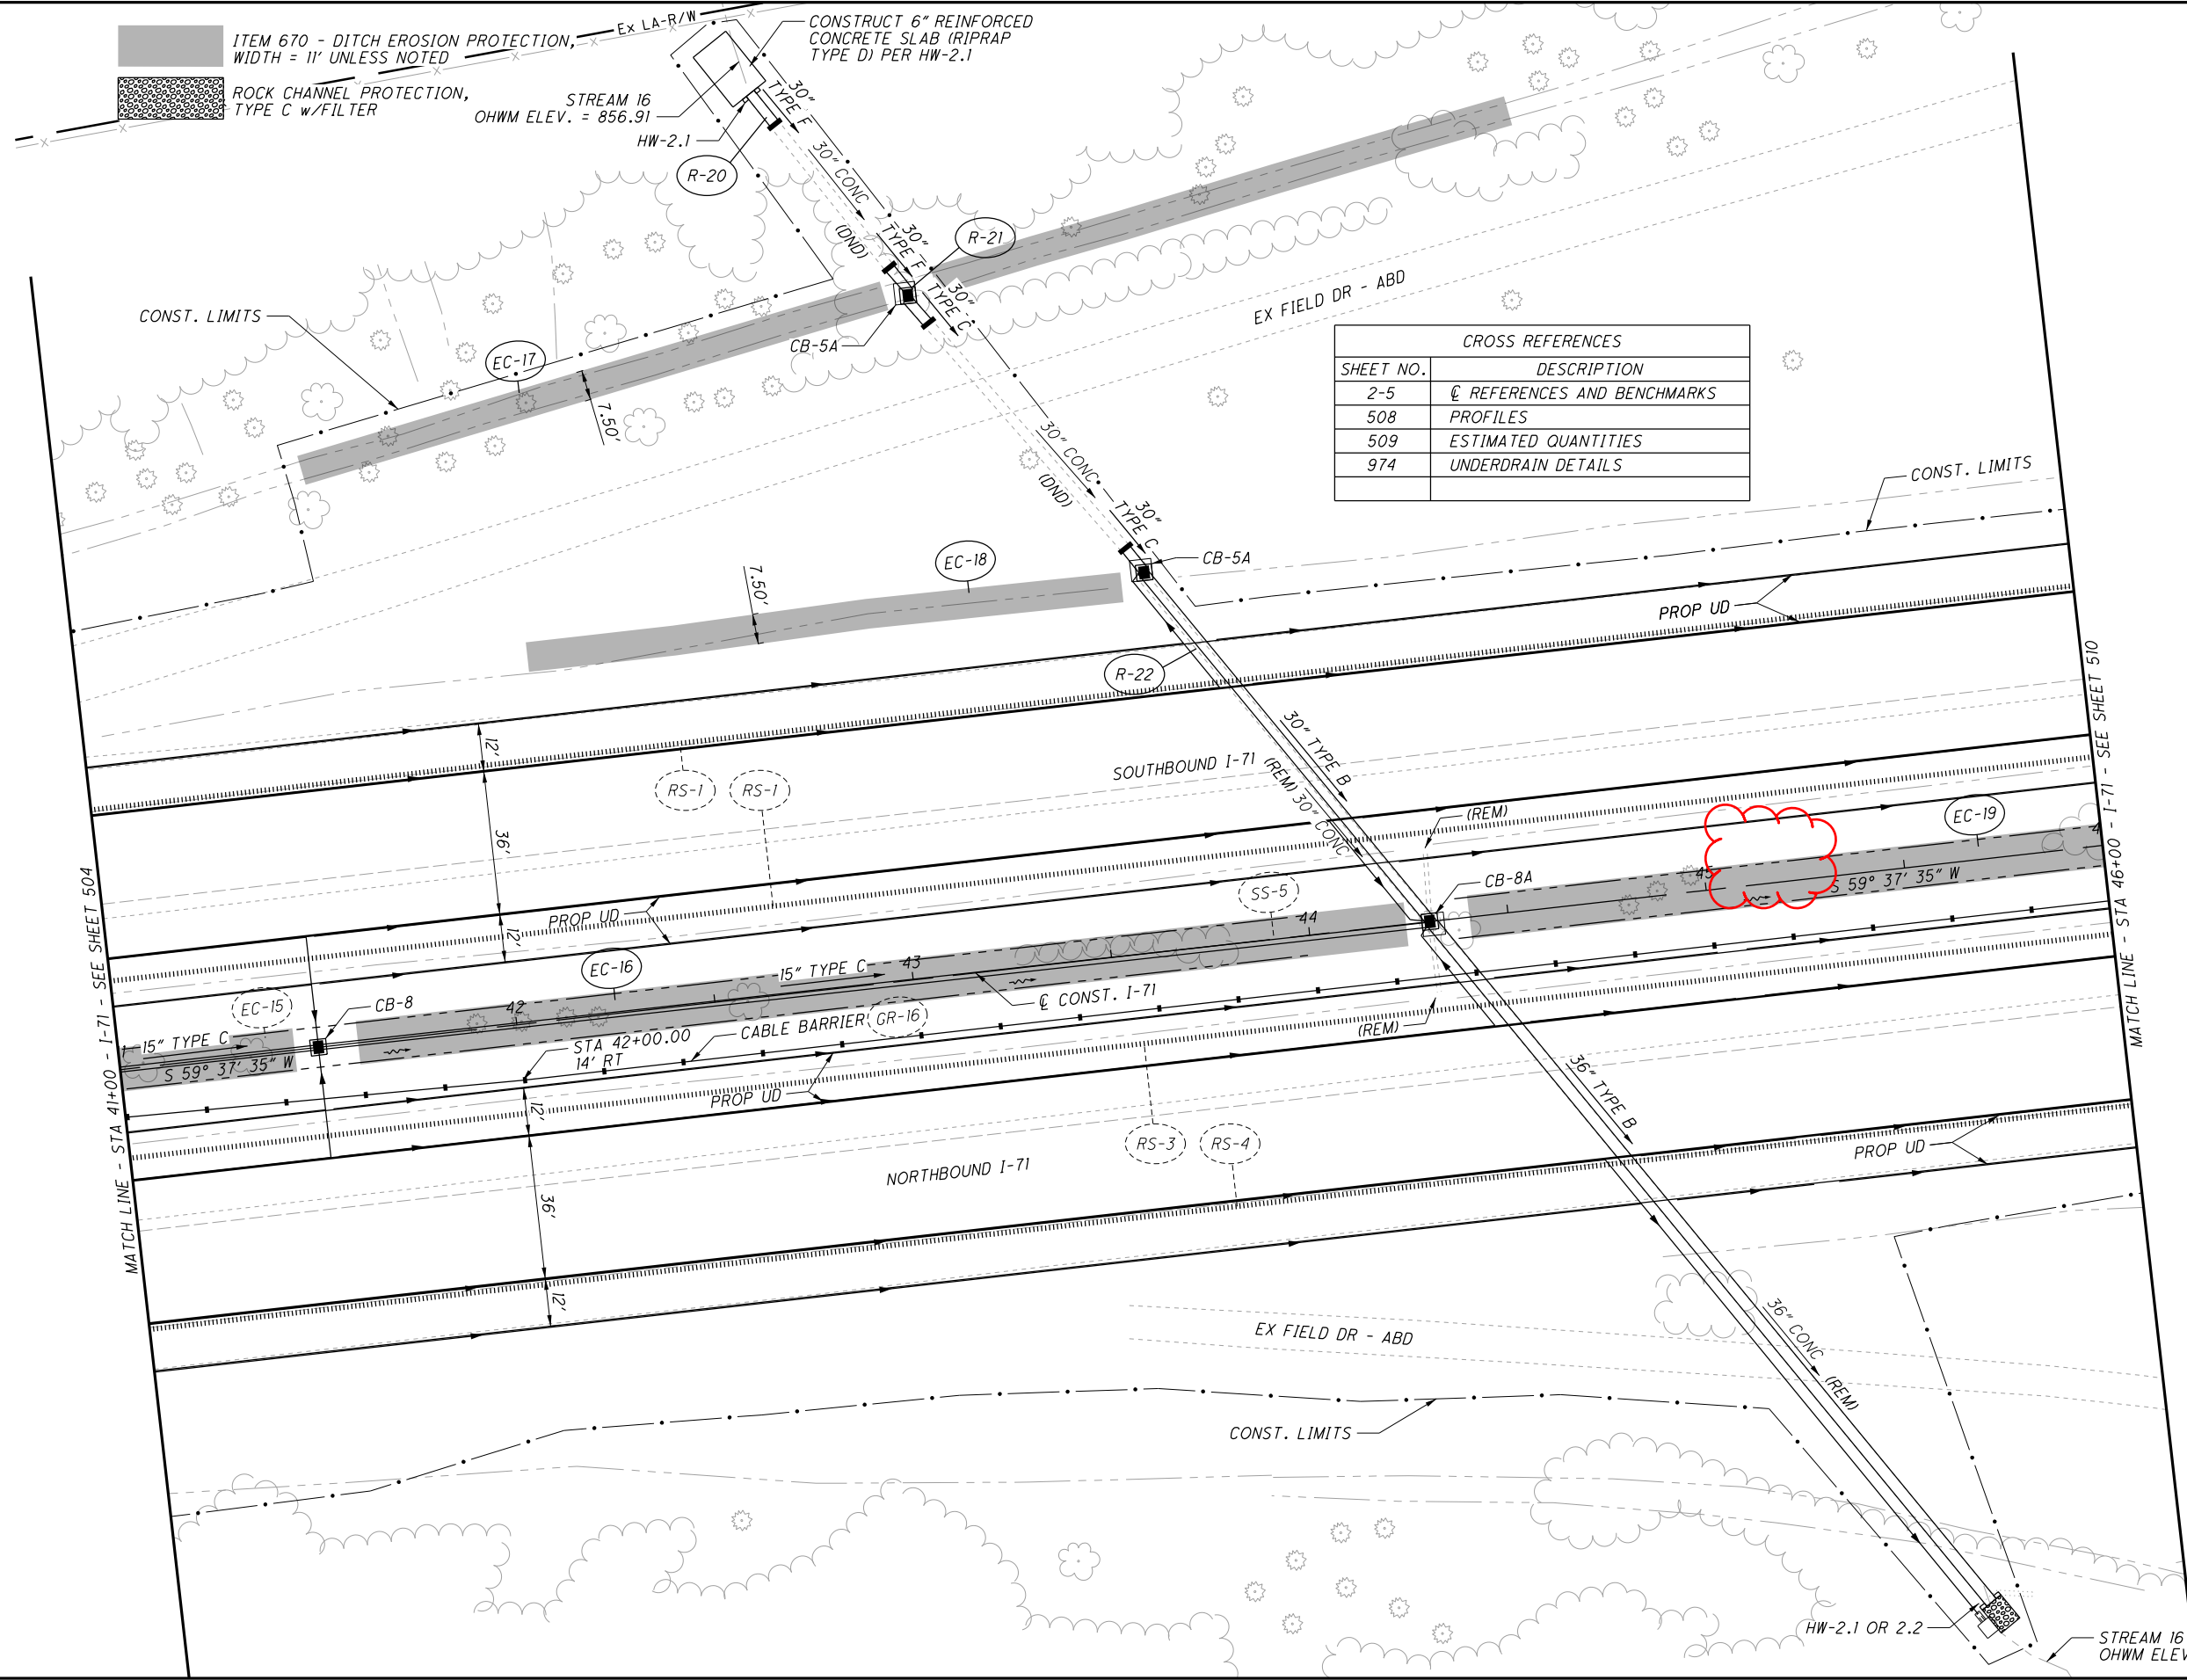 ITEM 670 - DITCH EROSION PROTECTION,
WIDTH = 11' UNLESS NOTED
ROCK CHANNEL PROTECTION,
TYPE C w/FILTER
Ex LA-R/W
CONSTRUCT 6" REINFORCED
CONCRETE SLAB (RIPRAP
TYPE D) PER HW-2.1
STREAM 16
OHWM ELEV. = 856.91
HW-2.1
R-20
30"
TYPE F
30" CONC
(DND)
30"
TYPE F
R-21
30"
TYPE C
CB-5A
CONST. LIMITS
EC-17
7.50'
EX FIELD DR - ABD
CROSS REFERENCES
SHEET NO.
DESCRIPTION
2-5
℄ REFERENCES AND BENCHMARKS
508
PROFILES
509
ESTIMATED QUANTITIES
974
UNDERDRAIN DETAILS
30" CONC
(DND)
30"
TYPE C
CB-5A
CONST. LIMITS
EC-18
7.50'
PROP UD
R-22
30" TYPE B
(REM) 30" CONC
12'
RS-1
RS-1
SOUTHBOUND I-71
36'
(REM)
EC-19
45
S 59° 37' 35" W
4
CB-8A
SS-5
44
PROP UD
12'
EC-16
15" TYPE C
43
℄ CONST. I-71
EC-15
CB-8
42
1
15" TYPE C
S 59° 37' 35" W
STA 42+00.00
14' RT
CABLE BARRIER
GR-16
(REM)
PROP UD
12'
36" TYPE B
RS-3
RS-4
NORTHBOUND I-71
PROP UD
36'
12'
EX FIELD DR - ABD
36" CONC
(REM)
CONST. LIMITS
HW-2.1 OR 2.2
STREAM 16
OHWM ELEV
MATCH LINE - STA 41+00 - I-71 - SEE SHEET 504
MATCH LINE - STA 46+00 - I-71 - SEE SHEET 510